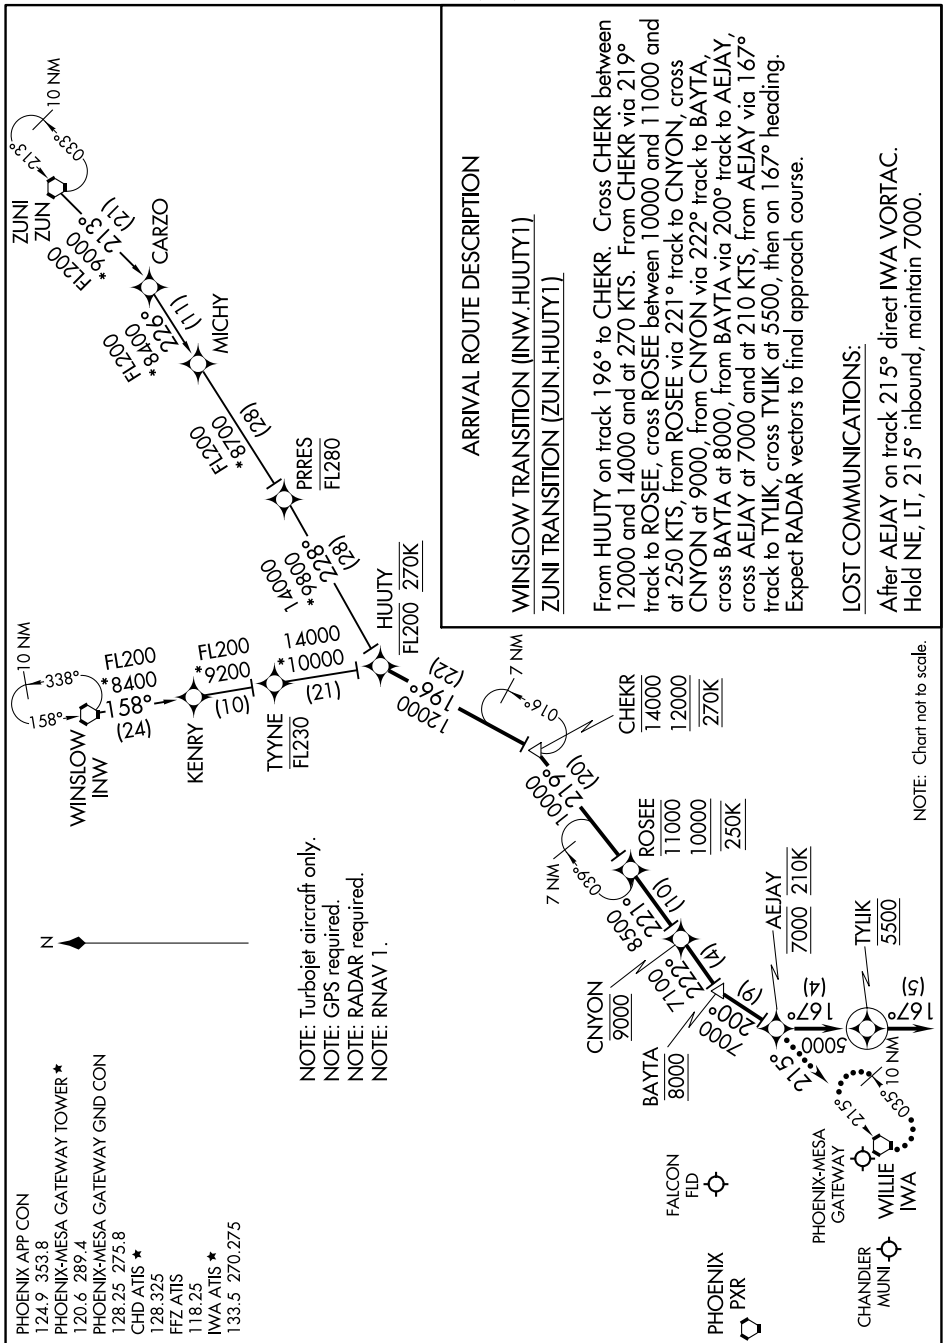 PHOENIX APP CON
124.9 353.8
PHOENIX-MESA GATEWAY TOWER ★
120.6 289.4
PHOENIX-MESA GATEWAY GND CON
128.25 275.8
CHD ATIS ★
128.325
FFZ ATIS
118.25
IWA ATIS ★
133.5 270.275
N
NOTE: Turbojet aircraft only.
NOTE: GPS required.
NOTE: RADAR required.
NOTE: RNAV 1.
WINSLOW
INW
158°
338°
10 NM
FL200
*8400
158°
(24)
KENRY
FL200
*9200
(10)
TYYNE
FL230
14000
*10000
(21)
ZUNI
ZUN
213°
033°
10 NM
FL200
*9000
213°
(21)
CARZO
FL200
*8400
226°
(11)
MICHY
FL200
*8700
(28)
PRRES
FL280
14000
*9800
228°
(28)
HUUTY
FL200 270K
12000
196°
(22)
7 NM
016°
CHEKR
14000
12000
270K
10000
219°
(20)
7 NM
039°
ROSEE
11000
10000
250K
8500
221°
(10)
CNYON
9000
7100
222°
(4)
BAYTA
8000
7000
200°
(9)
AEJAY
7000 210K
215°
5000
167°
(4)
TYLIK
5500
167°
(5)
215°
035°
10 NM
FALCON
FLD
PHOENIX-MESA
GATEWAY
WILLIE
IWA
PHOENIX
PXR
CHANDLER
MUNI
NOTE: Chart not to scale.
ARRIVAL ROUTE DESCRIPTION
WINSLOW TRANSITION (INW.HUUTY1)
ZUNI TRANSITION (ZUN.HUUTY1)
From HUUTY on track 196° to CHEKR. Cross CHEKR between
12000 and 14000 and at 270 KTS. From CHEKR via 219°
track to ROSEE, cross ROSEE between 10000 and 11000 and
at 250 KTS, from ROSEE via 221° track to CNYON, cross
CNYON at 9000, from CNYON via 222° track to BAYTA,
cross BAYTA at 8000, from BAYTA via 200° track to AEJAY,
cross AEJAY at 7000 and at 210 KTS, from AEJAY via 167°
track to TYLIK, cross TYLIK at 5500, then on 167° heading.
Expect RADAR vectors to final approach course.
LOST COMMUNICATIONS:
After AEJAY on track 215° direct IWA VORTAC.
Hold NE, LT, 215° inbound, maintain 7000.